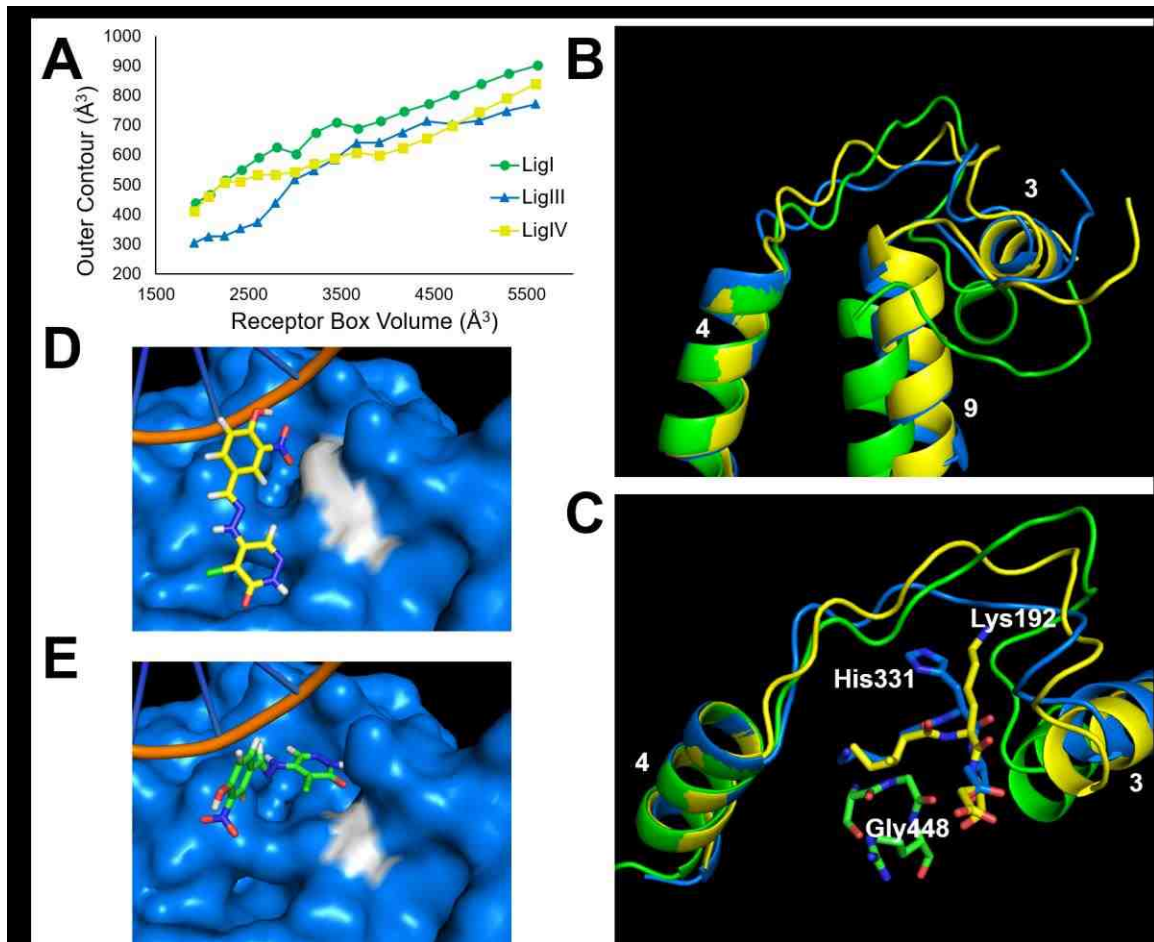 A
1000
900
800
700
600
500
400
300
200
Outer Contour (Å³)
1500
2500
3500
4500
5500
Receptor Box Volume (Å³)
LigI
LigIII
LigIV
B
3
4
9
D
C
Lys192
His331
4
3
Gly448
E